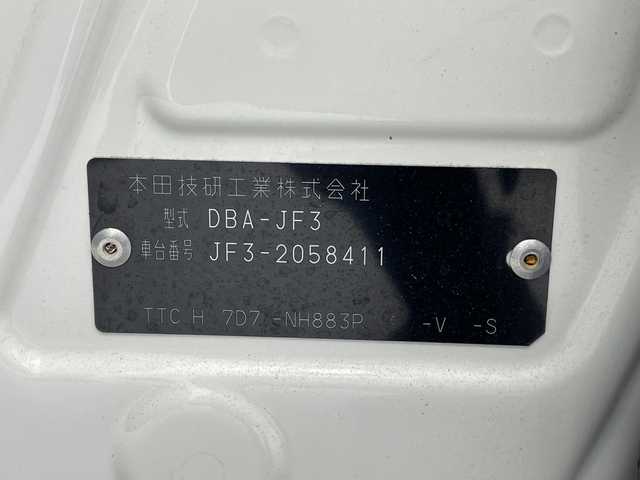 本田技研工業株式会社
型式 DBA-JF3
車台番号 JF3-2058411
TTC H 7D7 -NH883P -V -S